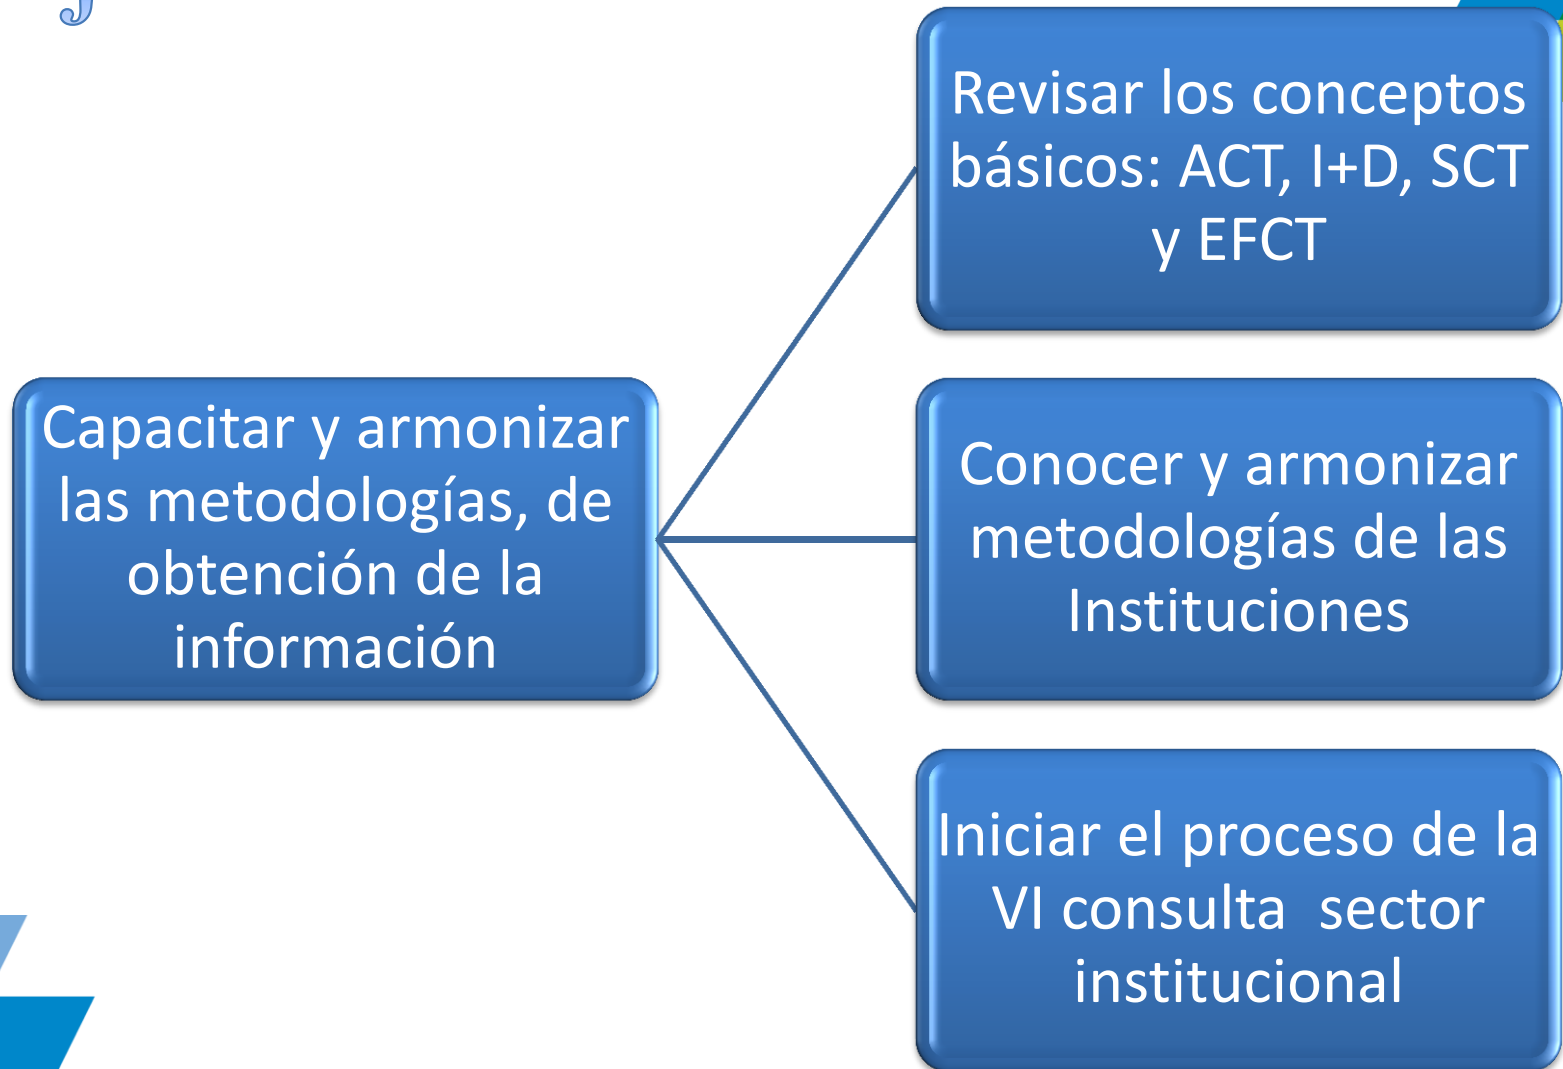 Capacitar y armonizar
las metodologías, de
obtención de la
información
Revisar los conceptos
básicos: ACT, I+D, SCT
y EFCT
Conocer y armonizar
metodologías de las
Instituciones
Iniciar el proceso de la
VI consulta  sector
institucional